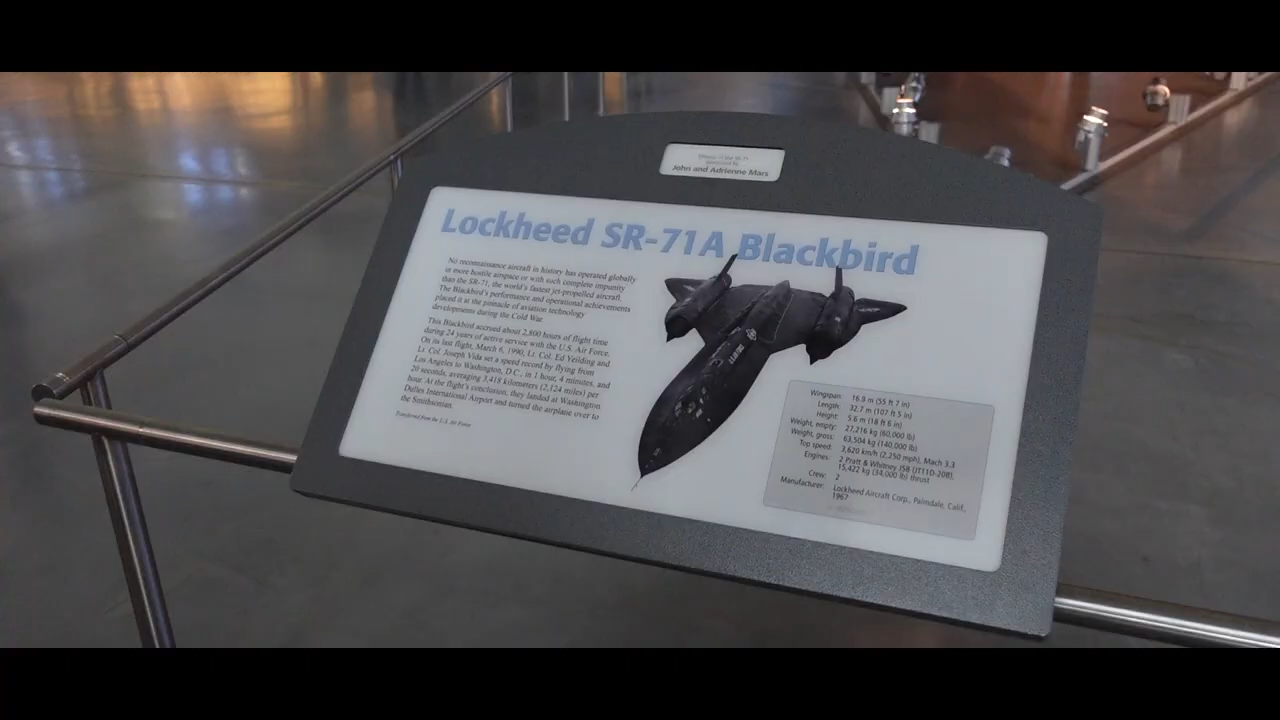 John and Adrienne Mars
Lockheed SR-71A Blackbird
No reconnaissance aircraft in history has operated globally
in more hostile airspace or with such complete impunity
than the SR-71, the world's fastest jet-propelled aircraft.
The Blackbird's performance and operational achievements
placed it at the pinnacle of aviation technology
developments during the Cold War.
This Blackbird accrued about 2,800 hours of flight time
during 24 years of active service with the U.S. Air Force.
On its last flight, March 6, 1990, Lt. Col. Ed Yeilding and
Lt. Col. Joseph Vida set a speed record by flying from
Los Angeles to Washington, D.C., in 1 hour, 4 minutes, and
20 seconds, averaging 3,418 kilometers (2,124 miles) per
hour. At the flight's conclusion, they landed at Washington
Dulles International Airport and turned the airplane over to
the Smithsonian.
Transferred from the U.S. Air Force
Wingspan: 16.9 m (55 ft 7 in)
Length: 32.7 m (107 ft 5 in)
Height: 5.6 m (18 ft 6 in)
Weight, empty: 27,216 kg (60,000 lb)
Weight, gross: 63,504 kg (140,000 lb)
Top speed: 3,620 km/h (2,250 mph), Mach 3.3
Engines: 2 Pratt & Whitney J58 (JT11D-20B),
15,422 kg (34,000 lb) thrust
Crew: 2
Manufacturer: Lockheed Aircraft Corp., Palmdale, Calif.,
1967